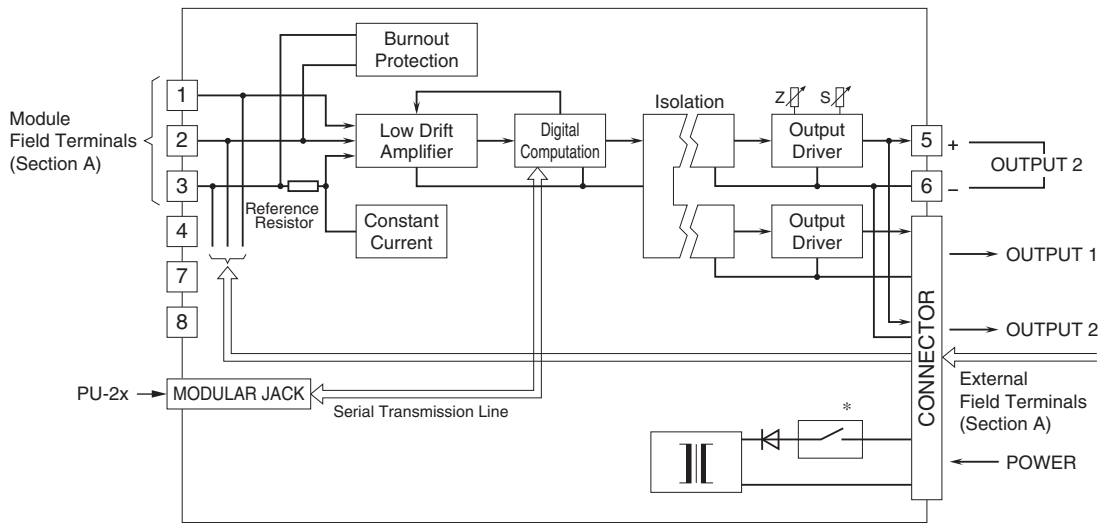 Burnout
Protection
Module
Field Terminals
(Section A)
1
2
3
4
7
8
Low Drift
Amplifier
Digital
Computation
Reference
Resistor
Constant
Current
Isolation
Z
S
Output
Driver
Output
Driver
5
+
6
−
OUTPUT 2
OUTPUT 1
OUTPUT 2
CONNECTOR
External
Field Terminals
(Section A)
POWER
PU-2x
MODULAR JACK
Serial Transmission Line
*